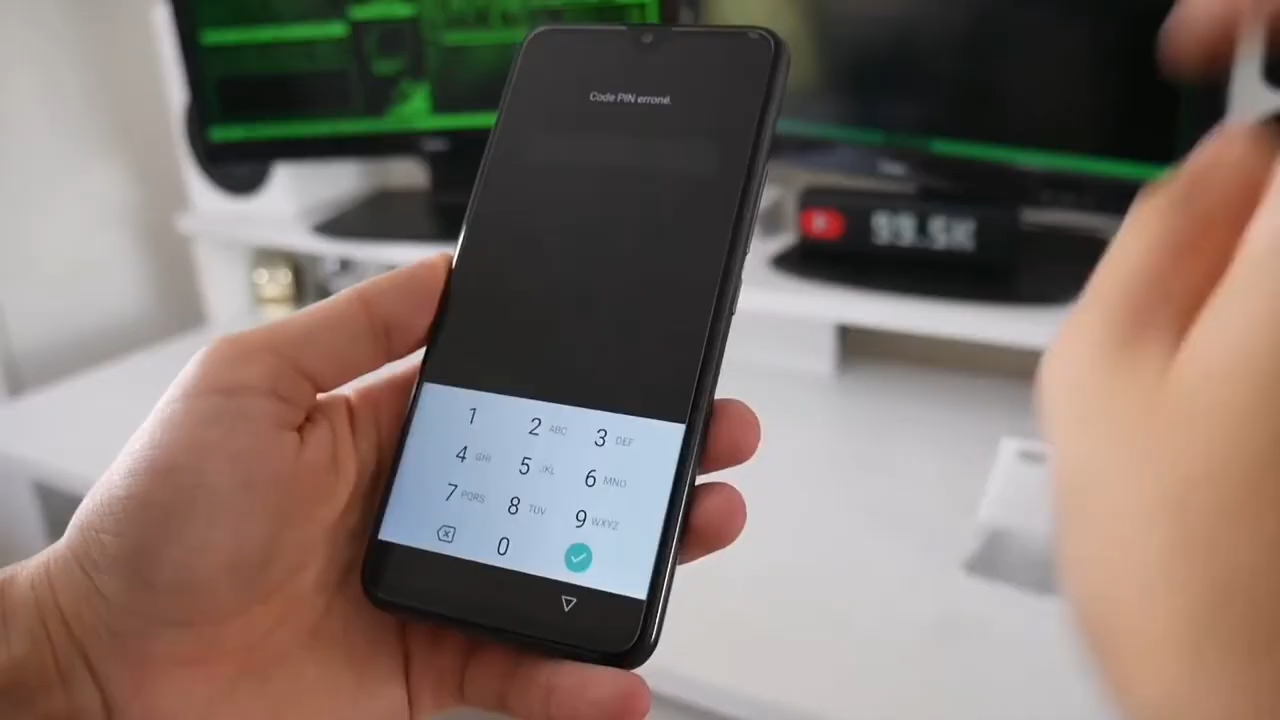 Code PIN erroné.
99.5K
1
2 ABC
3 DEF
4 GHI
5 JKL
6 MNO
7 PQRS
8 TUV
9 WXYZ
0